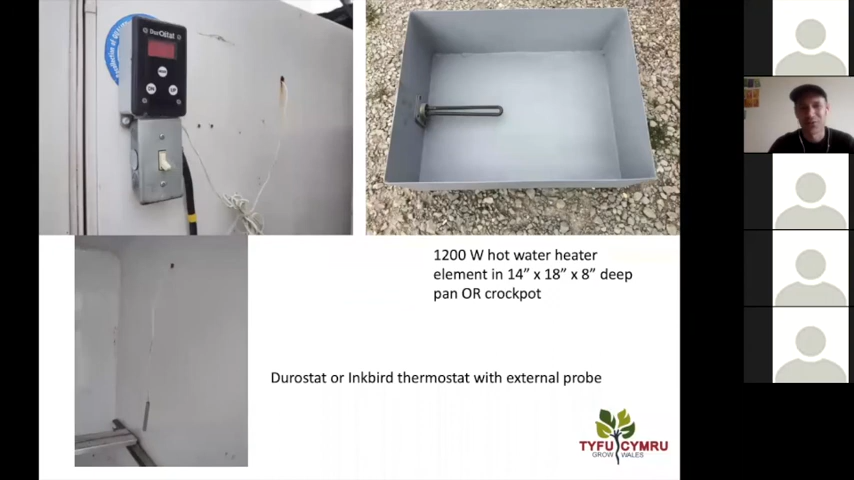 DurOstat
1200 W hot water heater
element in 14” x 18” x 8” deep
pan OR crockpot
Durostat or Inkbird thermostat with external probe
TYFU CYMRU
GROW WALES